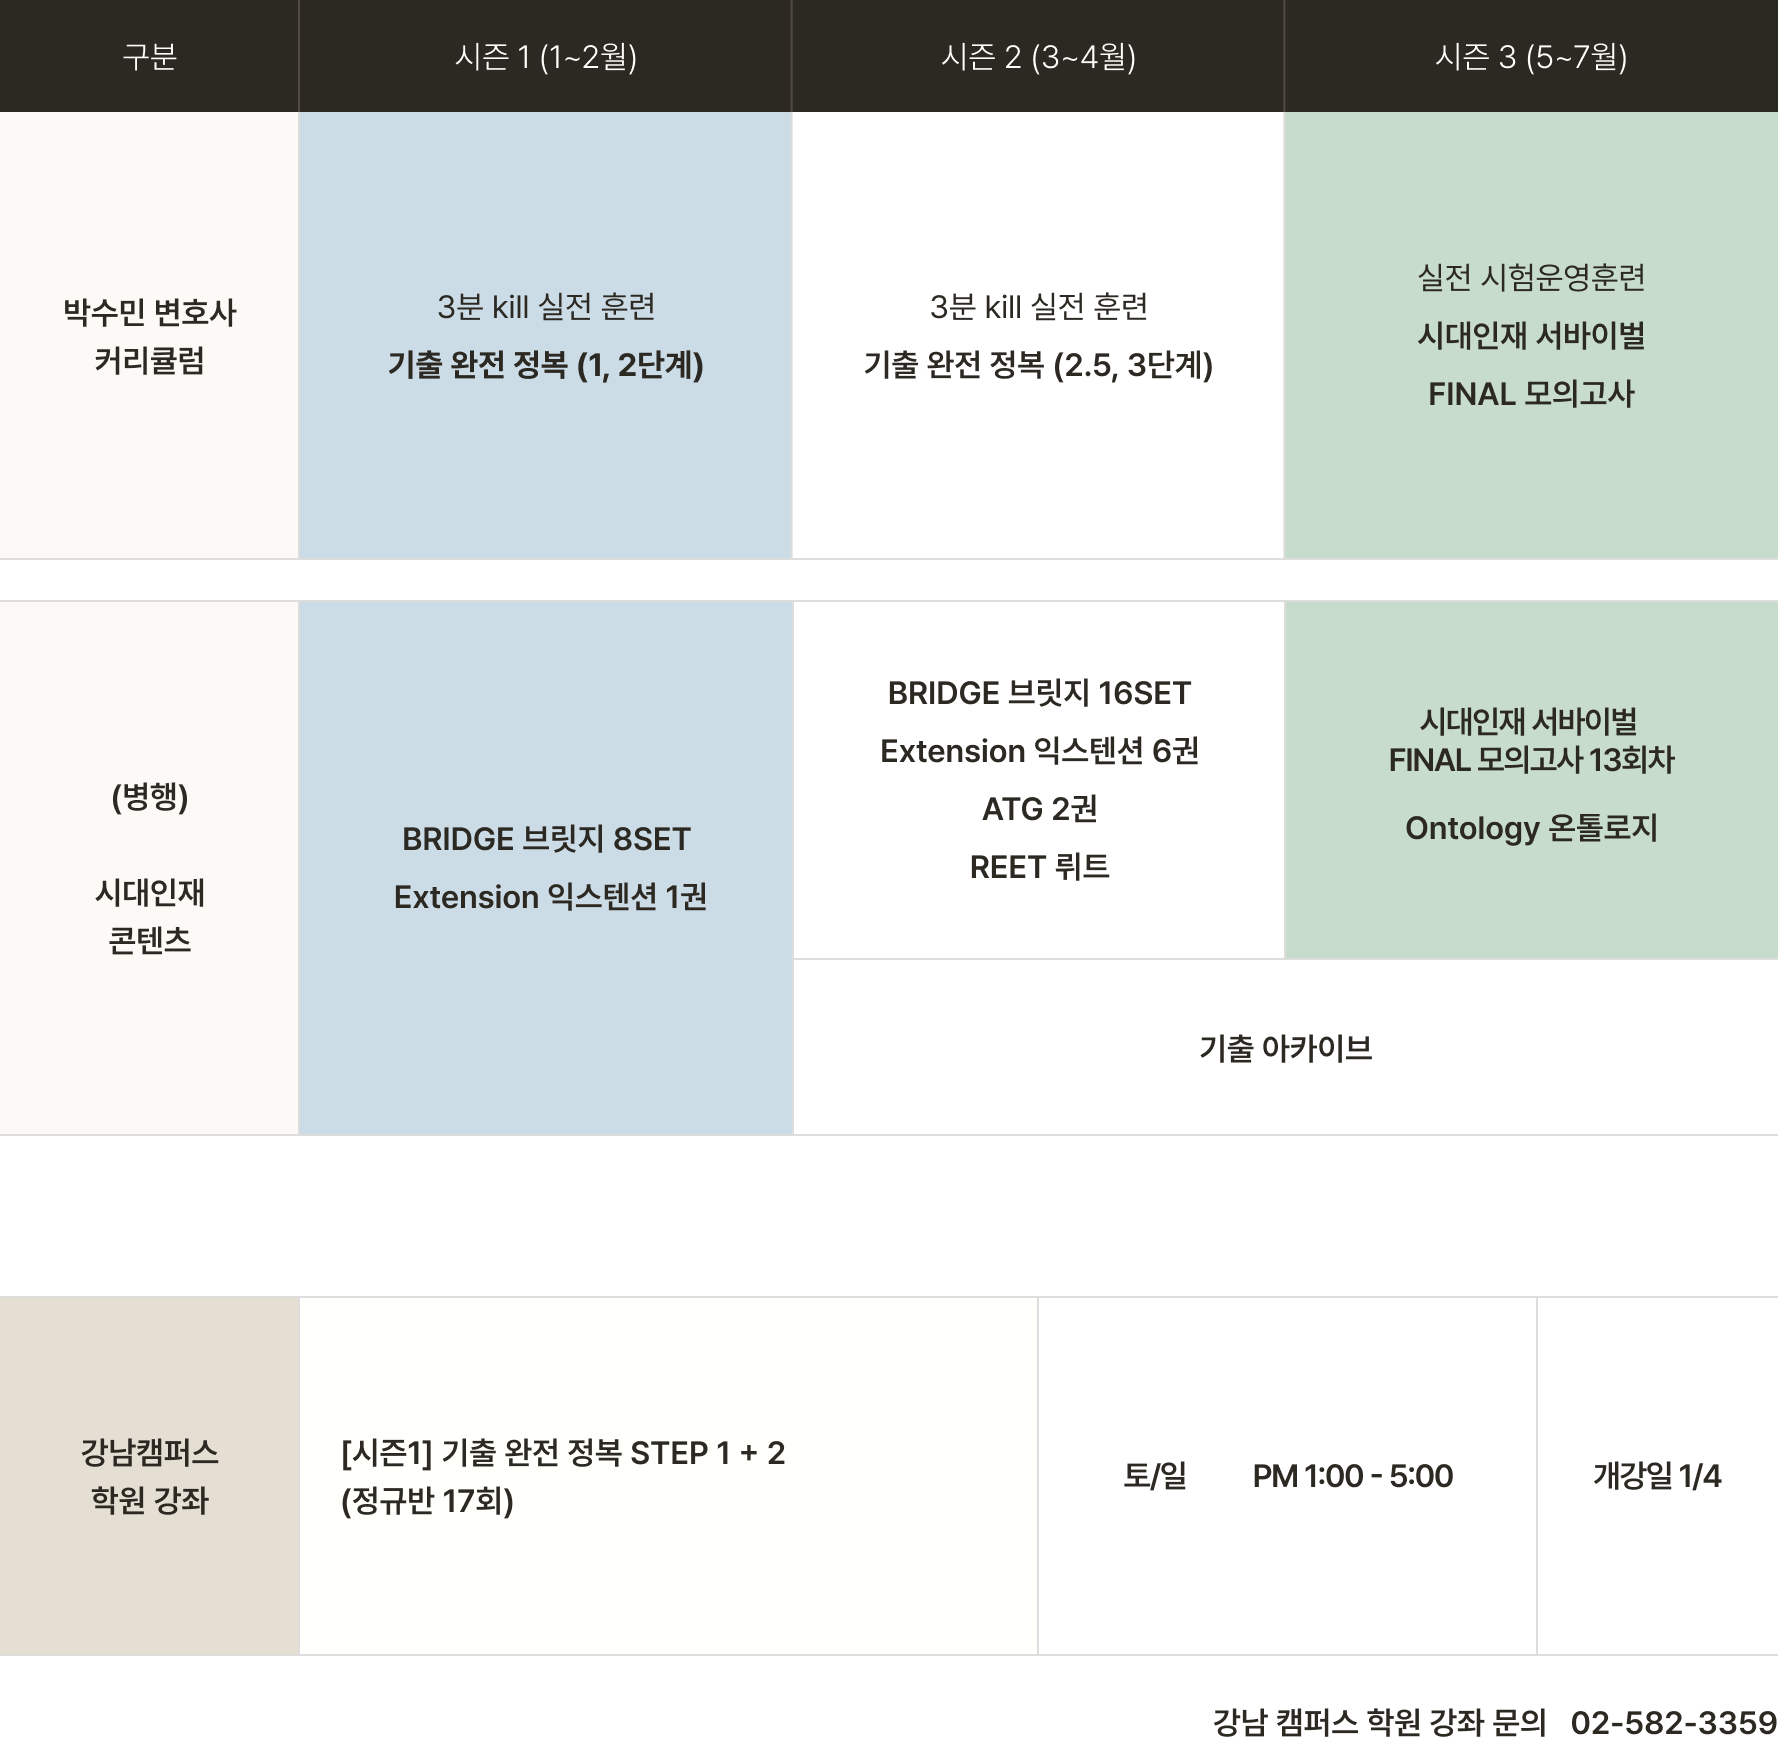 구분
시즌 1 (1~2월)
시즌 2 (3~4월)
시즌 3 (5~7월)
박수민 변호사
커리큘럼
3분 kill 실전 훈련
기출 완전 정복 (1, 2단계)
3분 kill 실전 훈련
기출 완전 정복 (2.5, 3단계)
실전 시험운영훈련
시대인재 서바이벌
FINAL 모의고사
(병행)
시대인재
콘텐츠
BRIDGE 브릿지 8SET
Extension 익스텐션 1권
BRIDGE 브릿지 16SET
Extension 익스텐션 6권
ATG 2권
REET 뤼트
시대인재 서바이벌
FINAL 모의고사 13회차
Ontology 온톨로지
기출 아카이브
강남캠퍼스
학원 강좌
[시즌1] 기출 완전 정복 STEP 1 + 2
(정규반 17회)
토/일 PM 1:00 - 5:00
개강일 1/4
강남 캠퍼스 학원 강좌 문의 02-582-3359